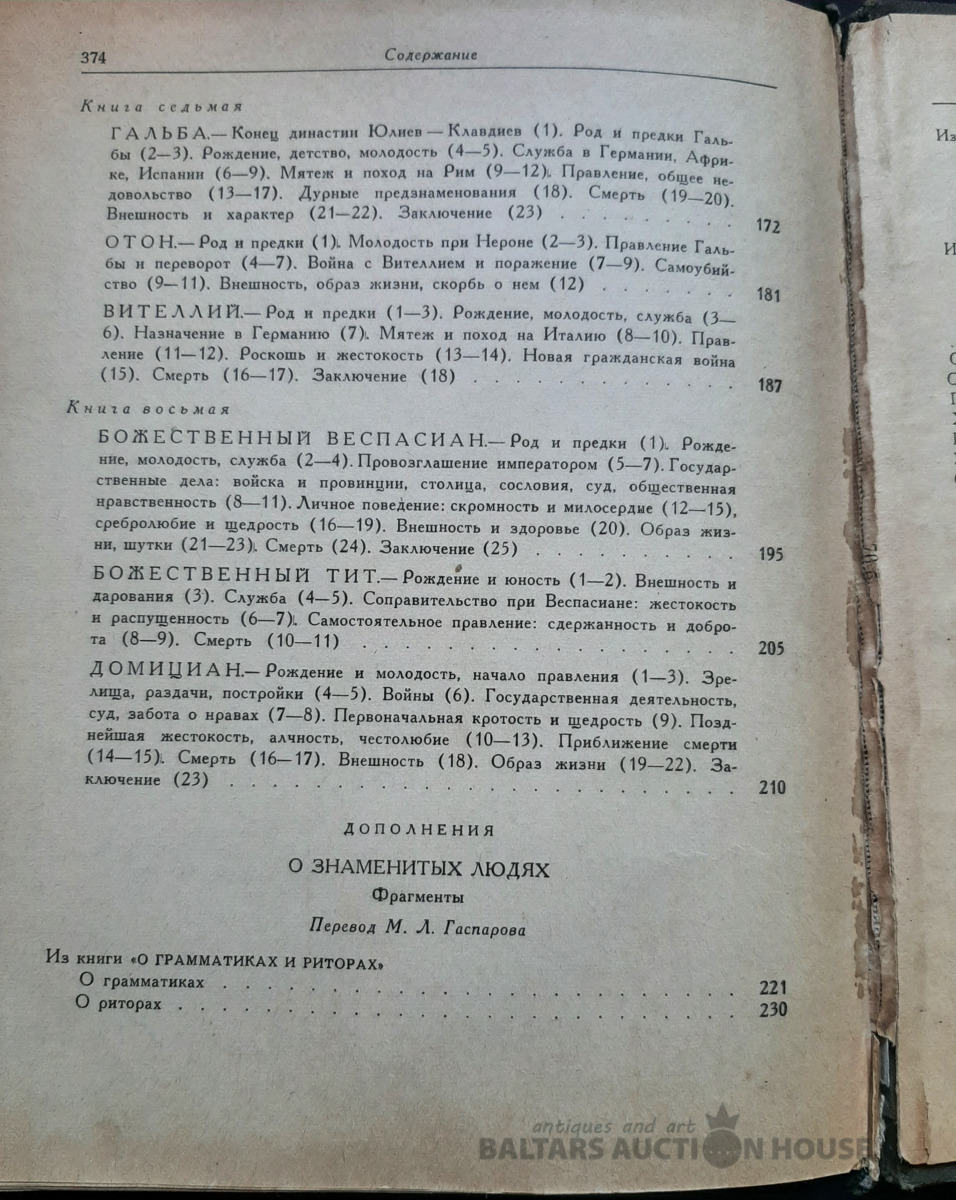 374 Содержание
Книга седьмая
ГАЛЬБА.— Конец династии Юлиев — Клавдиев (1). Род и предки Галь-
бы (2—3). Рождение, детство, молодость (4—5). Служба в Германии, Афри-
ке, Испании (6—9). Мятеж и поход на Рим (9—12). Правление, общее не-
довольство (13—17). Дурные предзнаменования (18). Смерть (19—20).
Внешность и характер (21—22). Заключение (23) . . . . . . . . 172
ОТОН.— Род и предки (1). Молодость при Нероне (2—3). Правление Галь-
бы и переворот (4—7). Война с Вителлием и поражение (7—9). Самоубий-
ство (9—11). Внешность, образ жизни, скорбь о нем (12) . . . . . . . 181
ВИТЕЛЛИЙ.— Род и предки (1—3). Рождение, молодость, служба (3—
6). Назначение в Германию (7). Мятеж и поход на Италию (8—10). Прав-
ление (11—12). Роскошь и жестокость (13—14). Новая гражданская война
(15). Смерть (16—17). Заключение (18) . . . . . . . . . . . . . 187
Книга восьмая
БОЖЕСТВЕННЫЙ ВЕСПАСИАН.— Род и предки (1). Рожде-
ние, молодость, служба (2—4). Провозглашение императором (5—7). Государ-
ственные дела: войска и провинции, столица, сословия, суд, общественная
нравственность (8—11). Личное поведение: скромность и милосердие (12—15),
сребролюбие и щедрость (16—19). Внешность и здоровье (20). Образ жиз-
ни, шутки (21—23). Смерть (24). Заключение (25) . . . . . . . . . . 195
БОЖЕСТВЕННЫЙ ТИТ.— Рождение и юность (1—2). Внешность и
дарования (3). Служба (4—5). Соправительство при Веспасиане: жестокость
и распущенность (6—7). Самостоятельное правление: сдержанность и добро-
та (8—9). Смерть (10—11) . . . . . . . . . . . . . . . . . 205
ДОМИЦИАН.— Рождение и молодость, начало правления (1—3). Зре-
лища, раздачи, постройки (4—5). Войны (6). Государственная деятельность,
суд, забота о нравах (7—8). Первоначальная кротость и щедрость (9). Позд-
нейшая жестокость, алчность, честолюбие (10—13). Приближение смерти
(14—15). Смерть (16—17). Внешность (18). Образ жизни (19—22). За-
ключение (23) . . . . . . . . . . . . . . . . . . . . . . . 210
ДОПОЛНЕНИЯ
О ЗНАМЕНИТЫХ ЛЮДЯХ
Фрагменты
Перевод М. Л. Гаспарова
Из книги «О ГРАММАТИКАХ И РИТОРАХ»
О грамматиках . . . . . . . . . . . . . . . . . . . . . . . 221
О риторах . . . . . . . . . . . . . . . . . . . . . . . . . 230
antiques and art
BALTARS AUCTION HOUSE